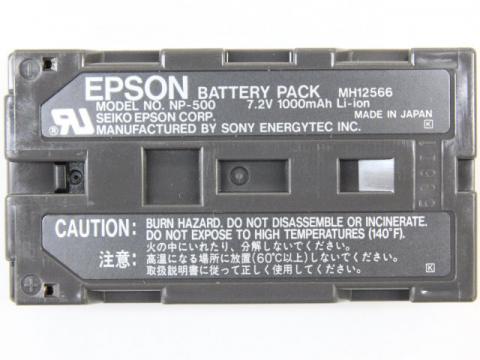 EPSON BATTERY PACK MH12566
MODEL NO. NP-500 7.2V 1000mAh Li-ion
SEIKO EPSON CORP. MADE IN JAPAN
MANUFACTURED BY SONY ENERGYTEC INC. K
CAUTION: BURN HAZARD. DO NOT DISASSEMBLE OR INCINERATE.
DO NOT EXPOSE TO HIGH TEMPERATURES (140°F).
火の中にいれたり、分解しないでください。
注意: 高温になる場所に放置(60℃以上)しないでください。
取扱説明書に従って正しく使用してください。 K